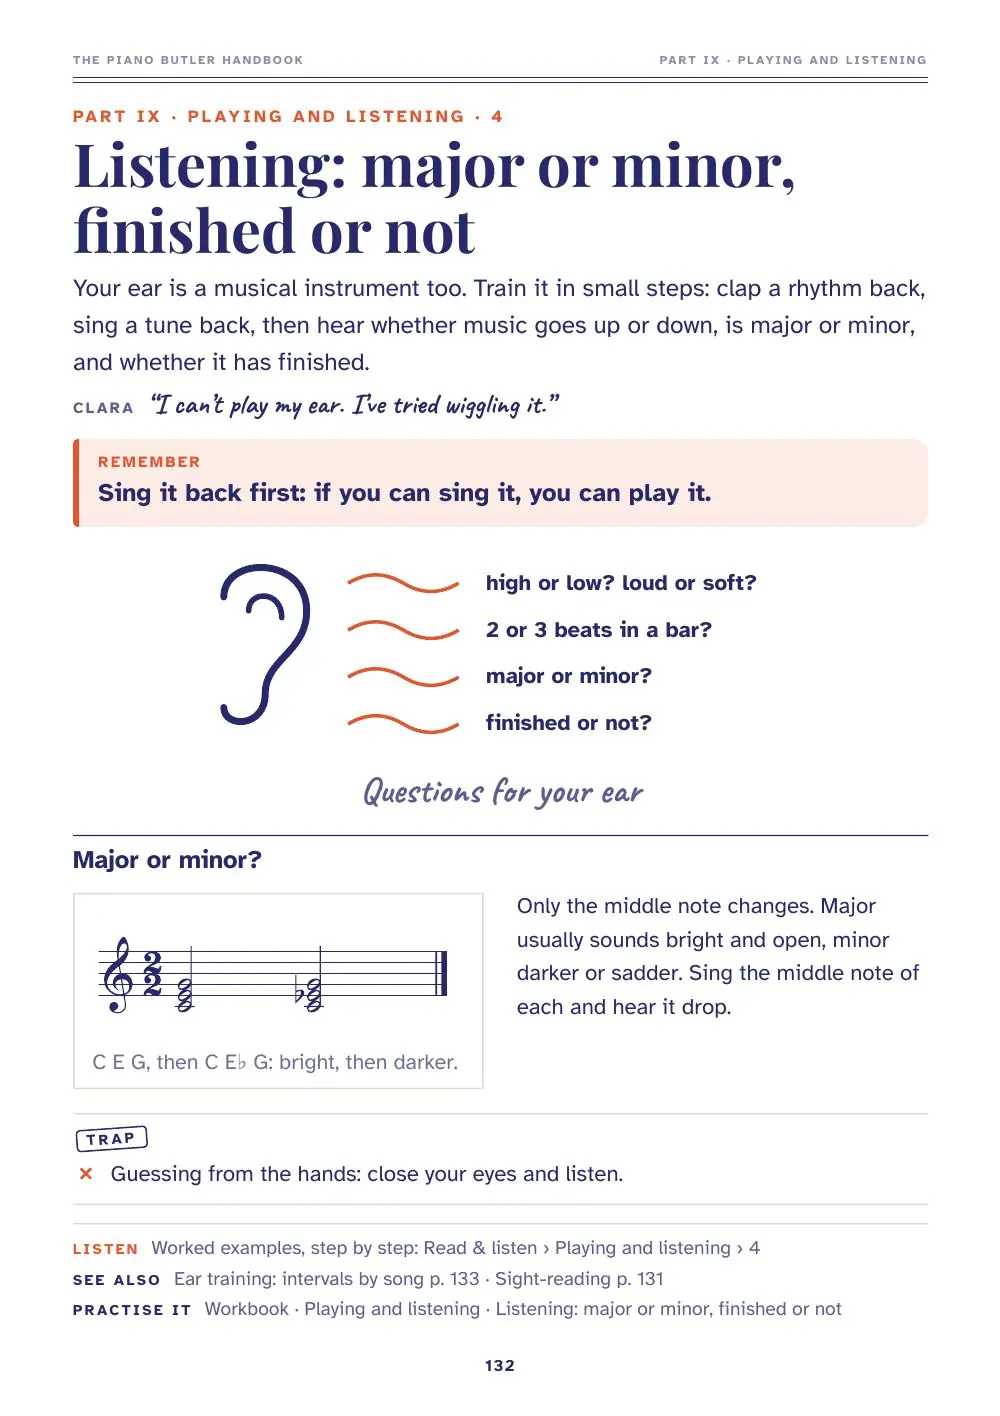 THE PIANO BUTLER HANDBOOK
PART IX · PLAYING AND LISTENING
PART IX · PLAYING AND LISTENING · 4
Listening: major or minor,
finished or not
Your ear is a musical instrument too. Train it in small steps: clap a rhythm back,
sing a tune back, then hear whether music goes up or down, is major or minor,
and whether it has finished.
CLARA “I can’t play my ear. I’ve tried wiggling it.”
REMEMBER
Sing it back first: if you can sing it, you can play it.
high or low? loud or soft?
2 or 3 beats in a bar?
major or minor?
finished or not?
Questions for your ear
Major or minor?
Only the middle note changes. Major
usually sounds bright and open, minor
darker or sadder. Sing the middle note of
each and hear it drop.
2
2
C E G, then C E♭ G: bright, then darker.
TRAP
× Guessing from the hands: close your eyes and listen.
LISTEN Worked examples, step by step: Read & listen › Playing and listening › 4
SEE ALSO Ear training: intervals by song p. 133 · Sight-reading p. 131
PRACTISE IT Workbook · Playing and listening · Listening: major or minor, finished or not
132